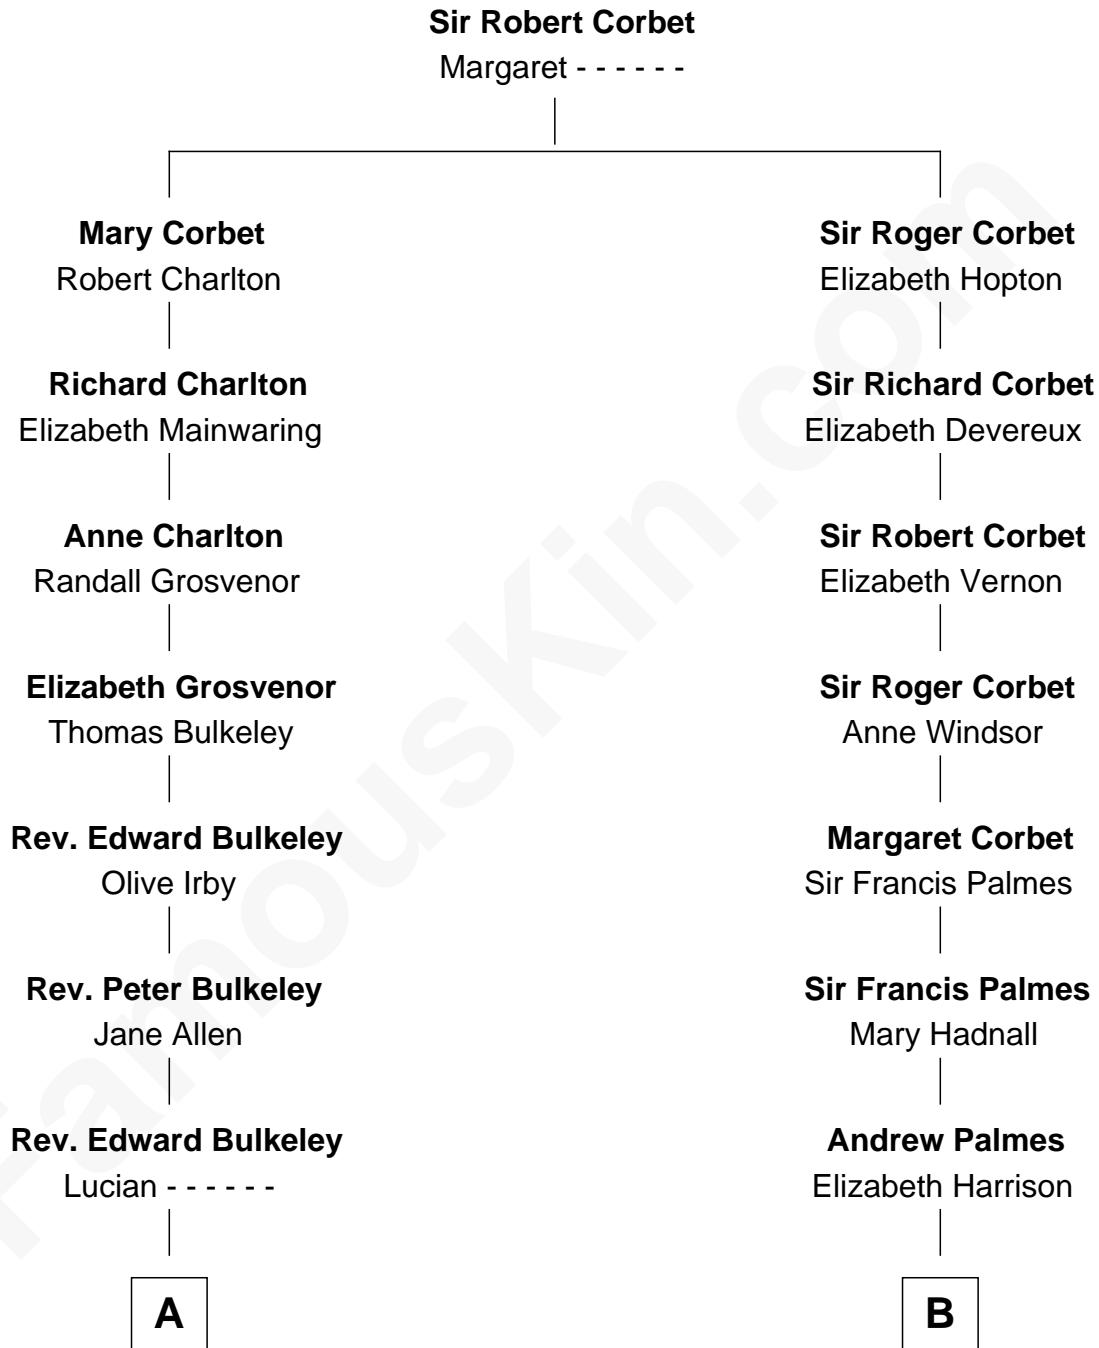 Sir Robert Corbet
Margaret - - - - - -
Mary Corbet
Robert Charlton
Sir Roger Corbet
Elizabeth Hopton
Richard Charlton
Elizabeth Mainwaring
Sir Richard Corbet
Elizabeth Devereux
Anne Charlton
Randall Grosvenor
Sir Robert Corbet
Elizabeth Vernon
Elizabeth Grosvenor
Thomas Bulkeley
Sir Roger Corbet
Anne Windsor
Rev. Edward Bulkeley
Olive Irby
Margaret Corbet
Sir Francis Palmes
Rev. Peter Bulkeley
Jane Allen
Sir Francis Palmes
Mary Hadnall
Rev. Edward Bulkeley
Lucian - - - - - -
Andrew Palmes
Elizabeth Harrison
A
B
FamousKin.com